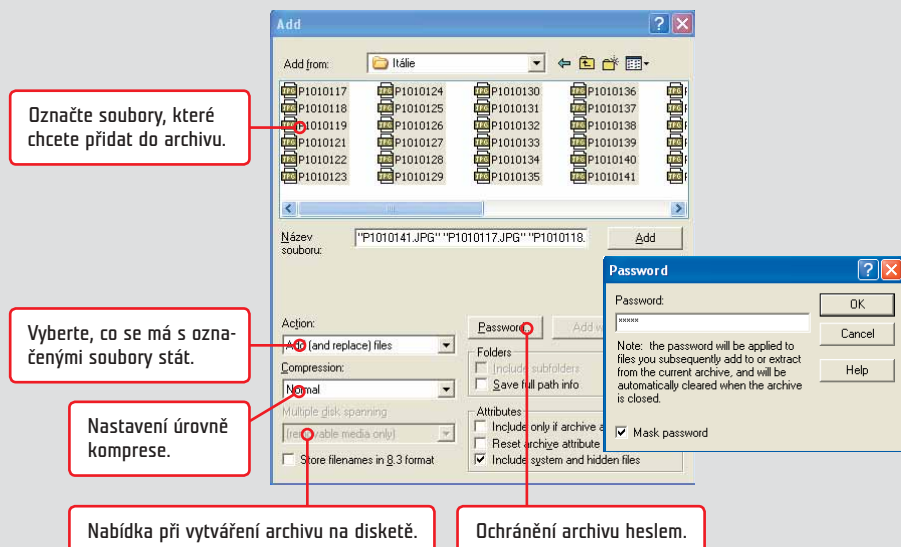 Add
Add from:
Itálie
P1010117 P1010124 P1010130 P1010136
P1010118 P1010125 P1010131 P1010137
P1010119 P1010126 P1010132 P1010138
P1010121 P1010127 P1010133 P1010139
P1010122 P1010128 P1010134 P1010140
P1010123 P1010129 P1010135 P1010141
Označte soubory, které
chcete přidat do archivu.
Název
souboru:
"P1010141.JPG" "P1010117.JPG" "P1010118.
Add
Action:
Add (and replace) files
Compression:
Normal
Multiple disk spanning
(removable media only)
Store filenames in 8.3 format
Password...
Add w
Folders
Include subfolders
Save full path info
Attributes
Include only if archive a
Reset archive attribute
Include system and hidden files
Password
Password:
×××××
OK
Cancel
Help
Note: the password will be applied to
files you subsequently add to or extract
from the current archive, and will be
automatically cleared when the archive
is closed.
Mask password
Vyberte, co se má s ozna-
čenými soubory stát.
Nastavení úrovně
komprese.
Nabídka při vytváření archivu na disketě.
Ochránění archivu heslem.